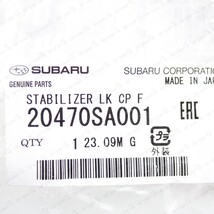 SUBARU
SUBARU CORPORATION
GENUINE PARTS
MADE IN JA
STABILIZER LK CP F
20470SA001
EAC
QTY
1 23.09M G
外装